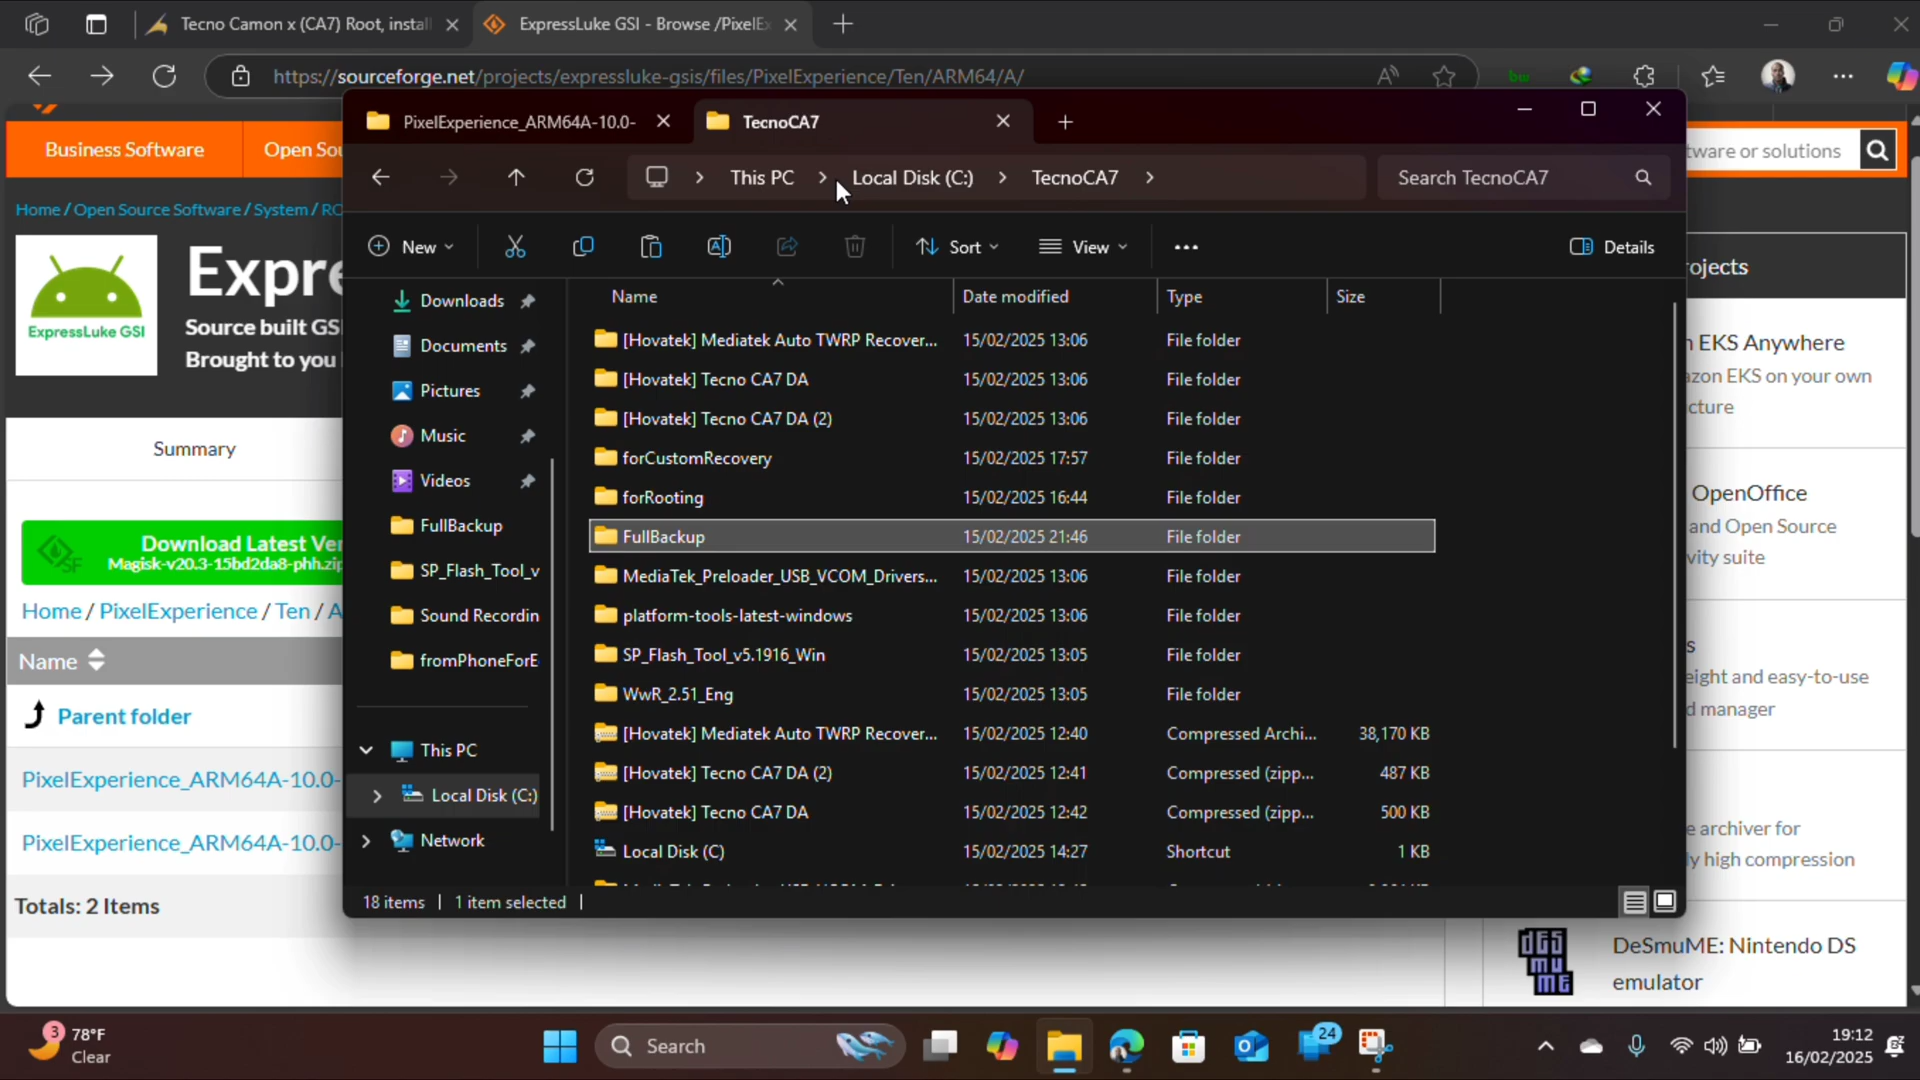 Tecno Camon x (CA7) Root, instal
ExpressLuke GSI - Browse /PixelEx
https://sourceforge.net/projects/expressluke-gsis/files/PixelExperience/Ten/ARM64/A/
PixelExperience_ARM64A-10.0-
TecnoCA7
Business Software
Open Sou
tware or solutions
This PC
Local Disk (C:)
TecnoCA7
Search TecnoCA7
Home / Open Source Software / System / RO
New
Sort
View
Details
Expre
Source built GSI
Brought to you
ExpressLuke GSI
rojects
Downloads
Documents
Pictures
Music
Videos
FullBackup
SP_Flash_Tool_v
Sound Recordin
fromPhoneForE
This PC
Local Disk (C:)
Network
Name Date modified Type Size
[Hovatek] Mediatek Auto TWRP Recover... 15/02/2025 13:06 File folder
[Hovatek] Tecno CA7 DA 15/02/2025 13:06 File folder
[Hovatek] Tecno CA7 DA (2) 15/02/2025 13:06 File folder
forCustomRecovery 15/02/2025 17:57 File folder
forRooting 15/02/2025 16:44 File folder
FullBackup 15/02/2025 21:46 File folder
MediaTek_Preloader_USB_VCOM_Drivers... 15/02/2025 13:06 File folder
platform-tools-latest-windows 15/02/2025 13:06 File folder
SP_Flash_Tool_v5.1916_Win 15/02/2025 13:05 File folder
WwR_2.51_Eng 15/02/2025 13:05 File folder
[Hovatek] Mediatek Auto TWRP Recover... 15/02/2025 12:40 Compressed Archi... 38,170 KB
[Hovatek] Tecno CA7 DA (2) 15/02/2025 12:41 Compressed (zipp... 487 KB
[Hovatek] Tecno CA7 DA 15/02/2025 12:42 Compressed (zipp... 500 KB
Local Disk (C) 15/02/2025 14:27 Shortcut 1 KB
18 items
1 item selected
Summary
Download Latest Ver
Magisk-v20.3-15bd2da8-phh.zip
Home / PixelExperience / Ten / A
Name
Parent folder
PixelExperience_ARM64A-10.0-
PixelExperience_ARM64A-10.0-
Totals: 2 Items
EKS Anywhere
azon EKS on your own
cture
OpenOffice
and Open Source
vity suite
s
eight and easy-to-use
d manager
e archiver for
ly high compression
DeSmuME: Nintendo DS
emulator
3
78°F
Clear
Search
24
19:12
16/02/2025